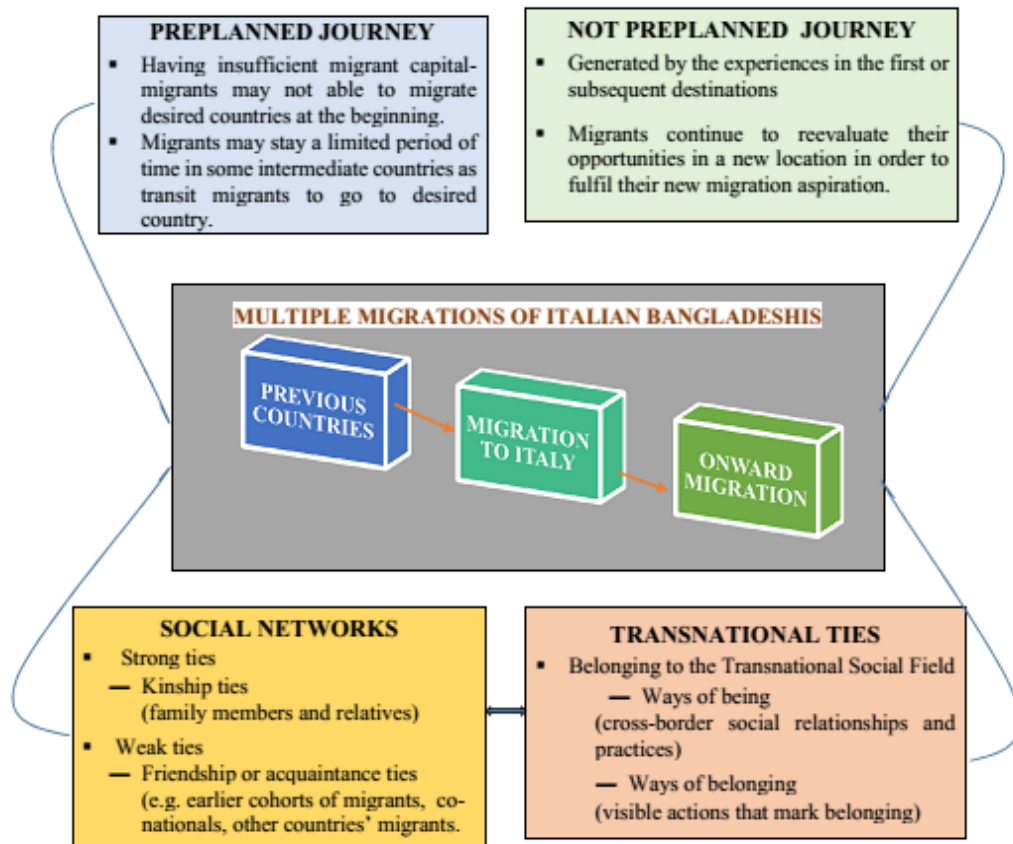 PREPLANNED JOURNEY
▪ Having insufficient migrant capital-
migrants may not able to migrate
desired countries at the beginning.
▪ Migrants may stay a limited period of
time in some intermediate countries as
transit migrants to go to desired
country.
NOT PREPLANNED JOURNEY
▪ Generated by the experiences in the first or
subsequent destinations
▪ Migrants continue to reevaluate their
opportunities in a new location in order to
fulfil their new migration aspiration.
MULTIPLE MIGRATIONS OF ITALIAN BANGLADESHIS
PREVIOUS
COUNTRIES
MIGRATION
TO ITALY
ONWARD
MIGRATION
SOCIAL NETWORKS
▪ Strong ties
— Kinship ties
(family members and relatives)
▪ Weak ties
— Friendship or acquaintance ties
(e.g. earlier cohorts of migrants, co-
nationals, other countries’ migrants.
TRANSNATIONAL TIES
▪ Belonging to the Transnational Social Field
— Ways of being
(cross-border social relationships and
practices)
— Ways of belonging
(visible actions that mark belonging)